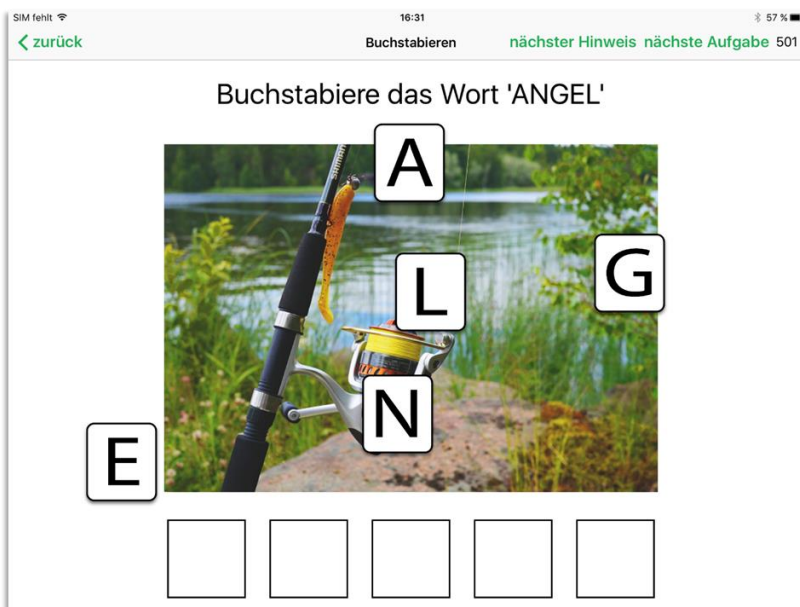 SIM fehlt 16:31 57 %
zurück Buchstabieren nächster Hinweis nächste Aufgabe 501
Buchstabiere das Wort 'ANGEL'
A
L G
N
E